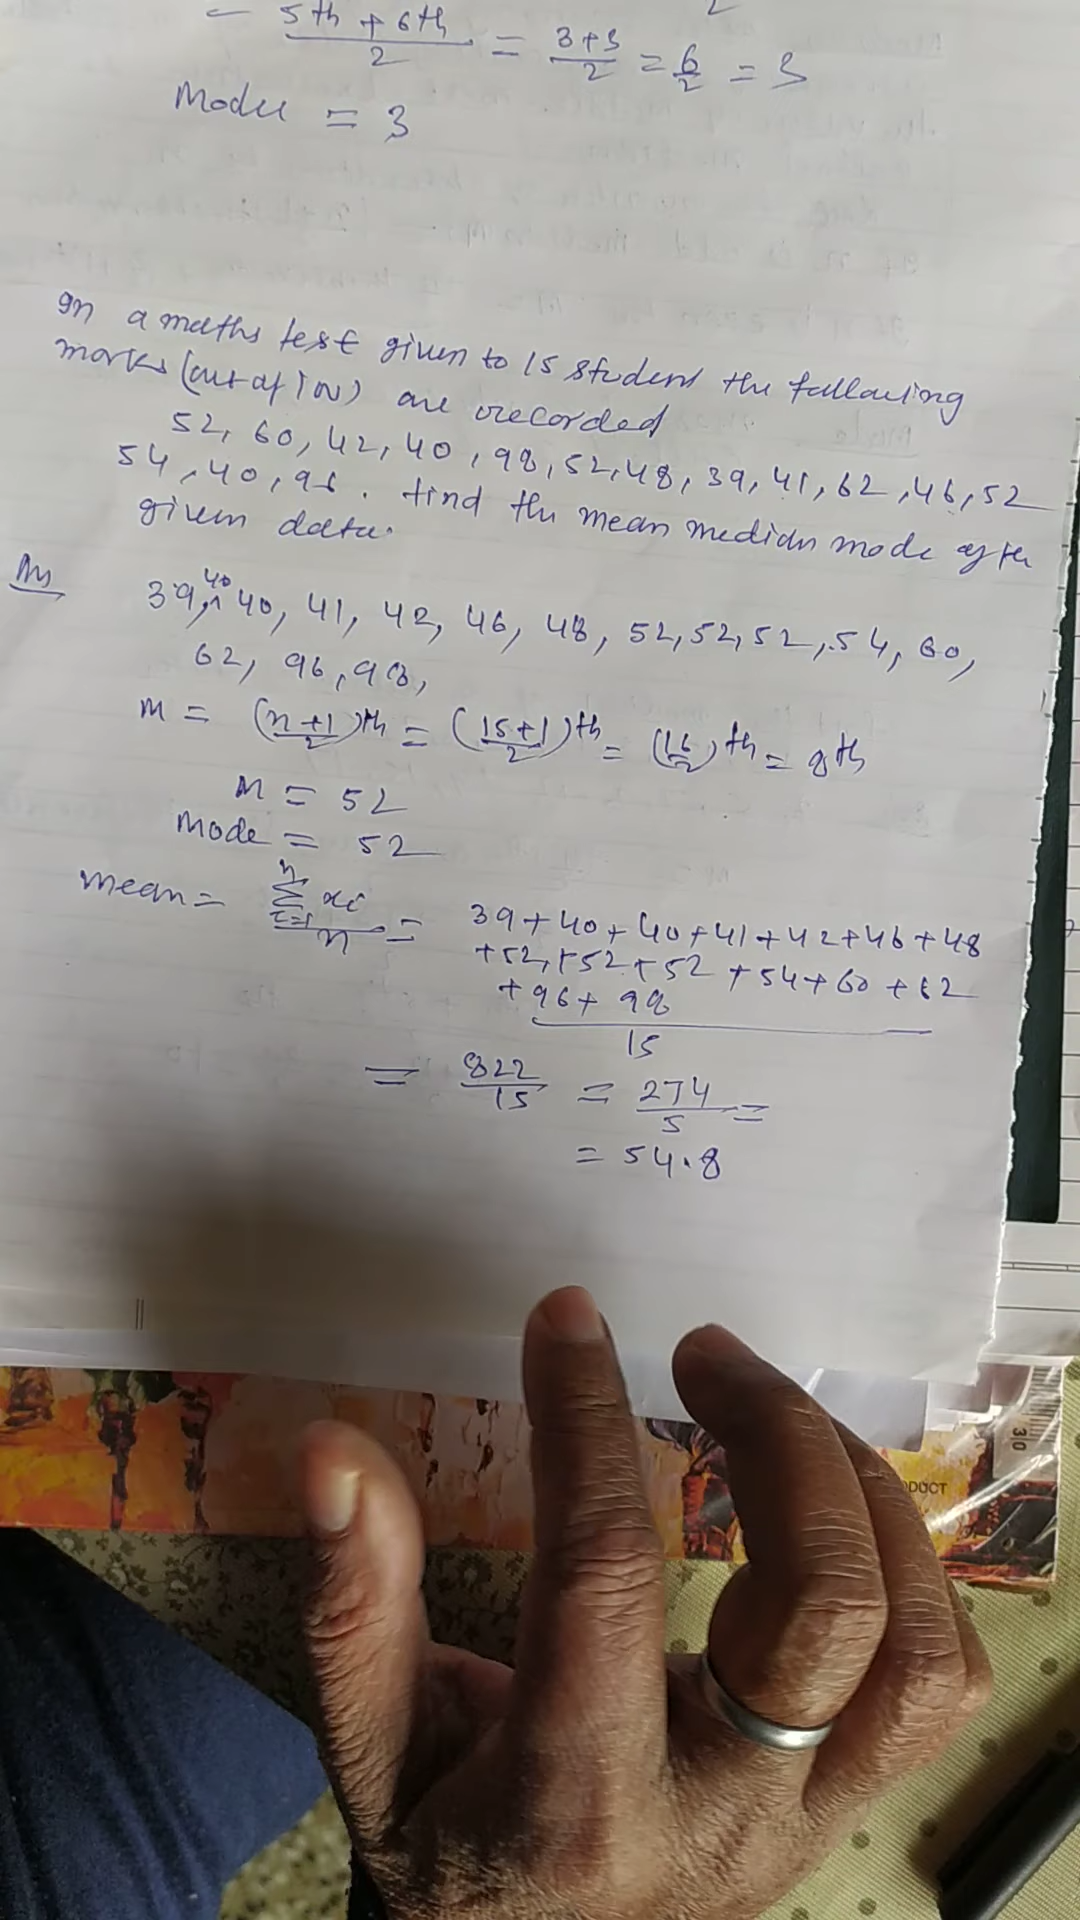 = 5th + 6th / 2 = 3+3 / 2 = 6/2 = 3
Mode = 3
In a maths test given to 15 student the following
marks (out of 100) are recorded
52, 60, 42, 40, 98, 52, 48, 39, 41, 62, 46, 52
54, 40, 96. find the mean median mode of the
given data.
Ans 39, 40, 40, 41, 42, 46, 48, 52, 52, 52, 54, 60,
62, 96, 98,
M = (n+1 / 2)th = (15+1 / 2)th = (16/2)th = 8th
M = 52
Mode = 52
mean = n Σ i=1 xi / n = 39+40+40+41+42+46+48
+52+52+52+54+60+62
+96+98
15
= 822/15 = 274/5 =
= 54.8
DUCT
30